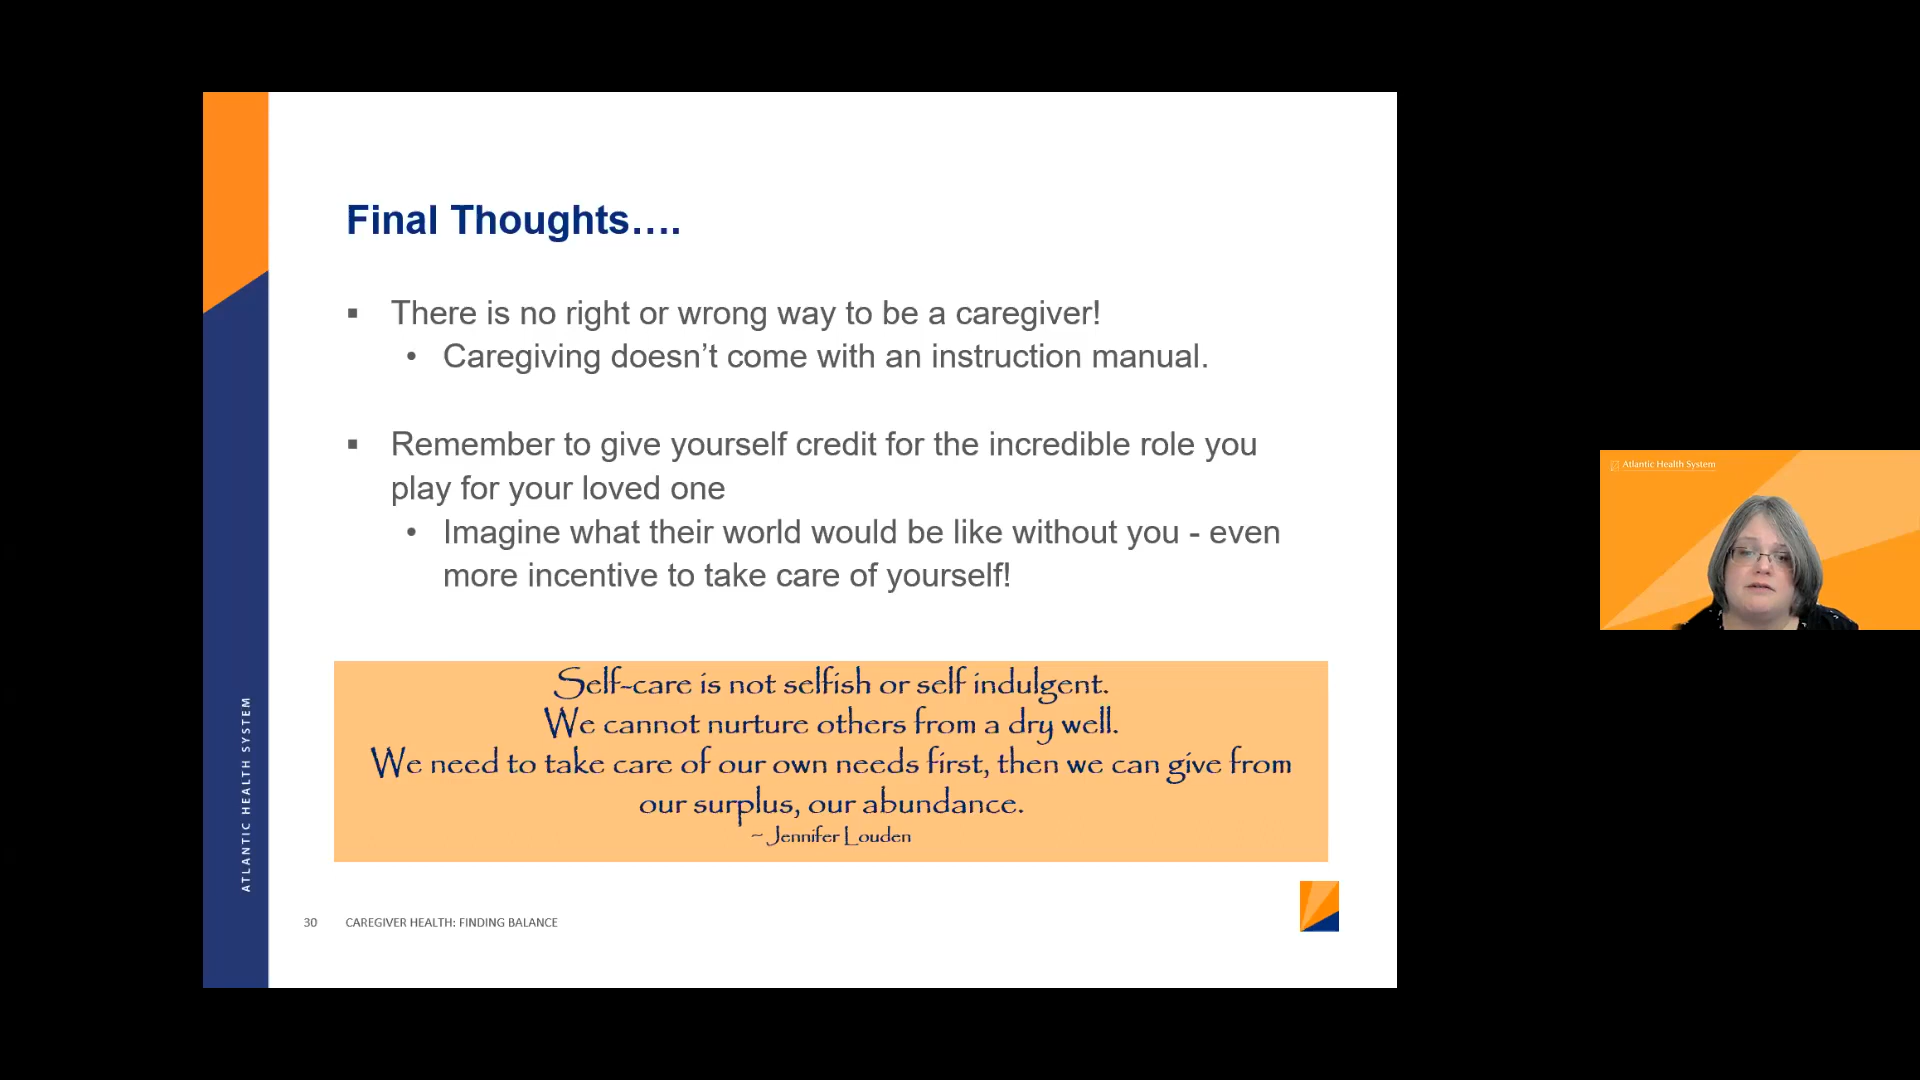 Final Thoughts....
▪ There is no right or wrong way to be a caregiver!
• Caregiving doesn’t come with an instruction manual.
▪ Remember to give yourself credit for the incredible role you
play for your loved one
• Imagine what their world would be like without you - even
more incentive to take care of yourself!
Self-care is not selfish or self indulgent.
We cannot nurture others from a dry well.
We need to take care of our own needs first, then we can give from
our surplus, our abundance.
~ Jennifer Louden
ATLANTIC HEALTH SYSTEM
30 CAREGIVER HEALTH: FINDING BALANCE
Atlantic Health System